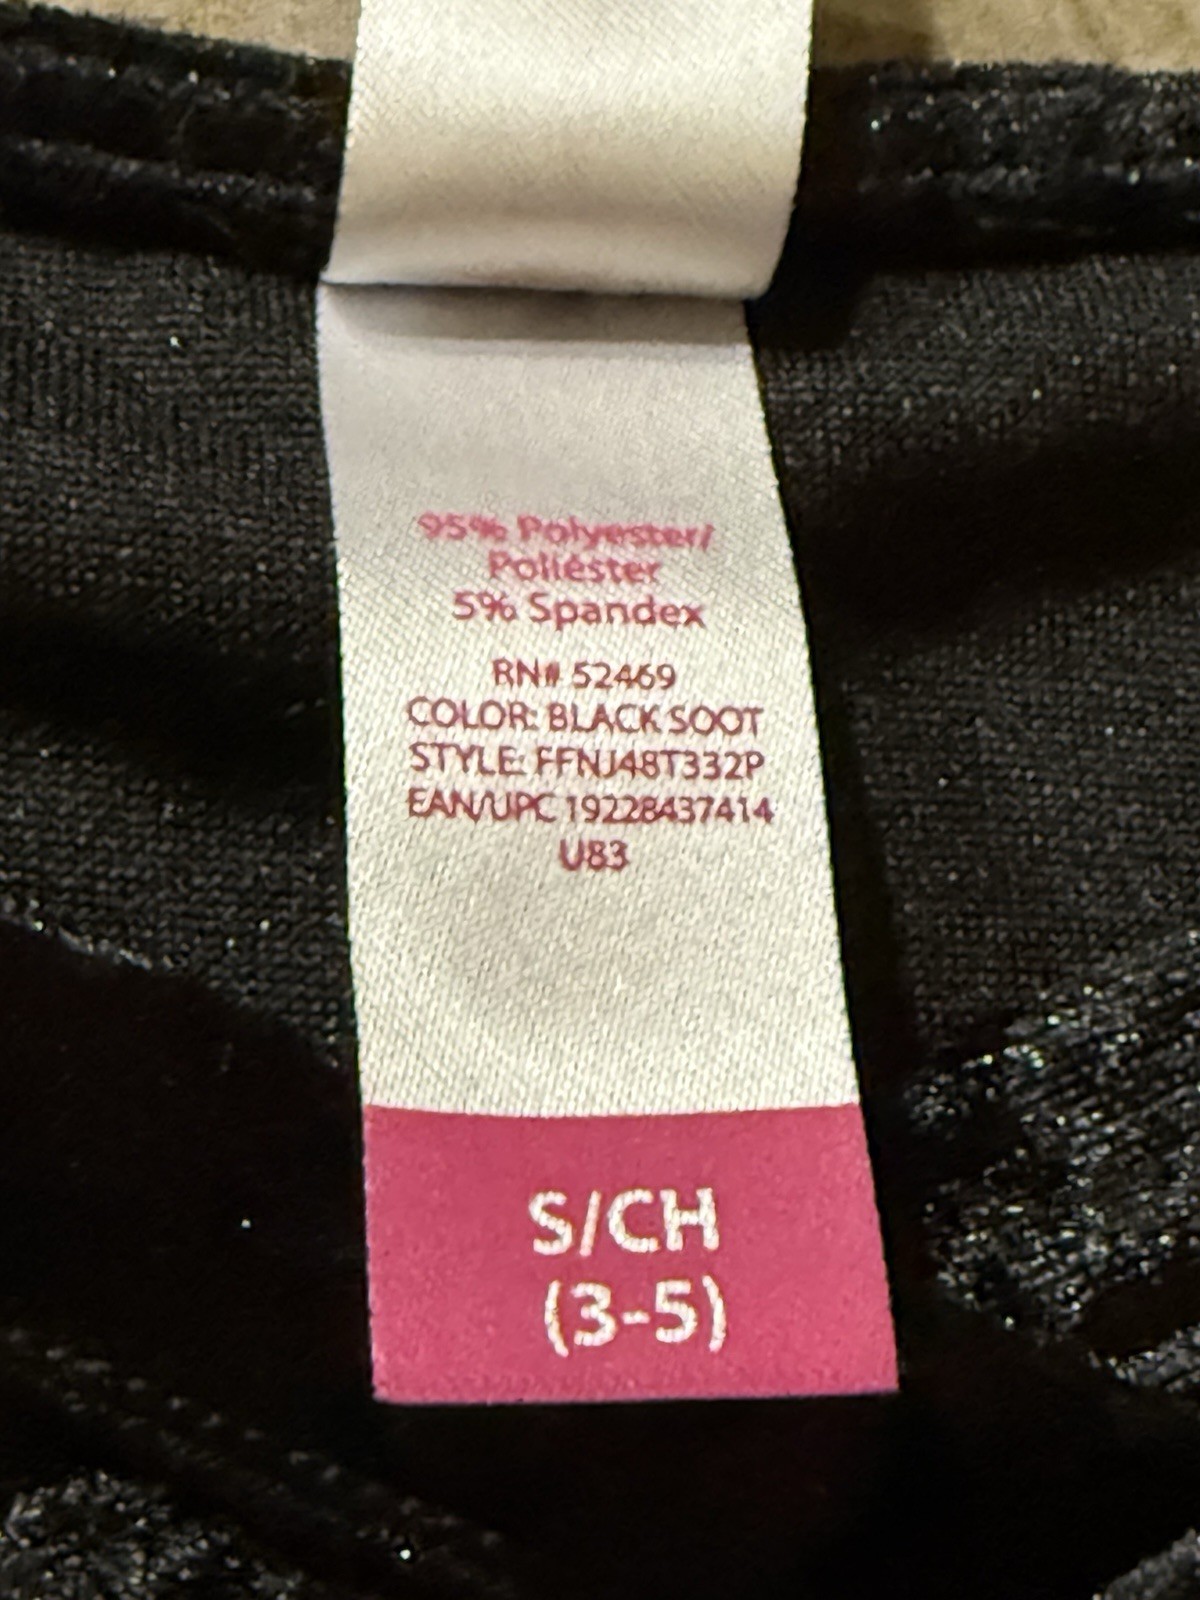 95% Polyester/
Poliéster
5% Spandex
RN# 52469
COLOR: BLACK SOOT
STYLE: FFNJ48T332P
EAN/UPC 19228437414
U83
S/CH
(3-5)